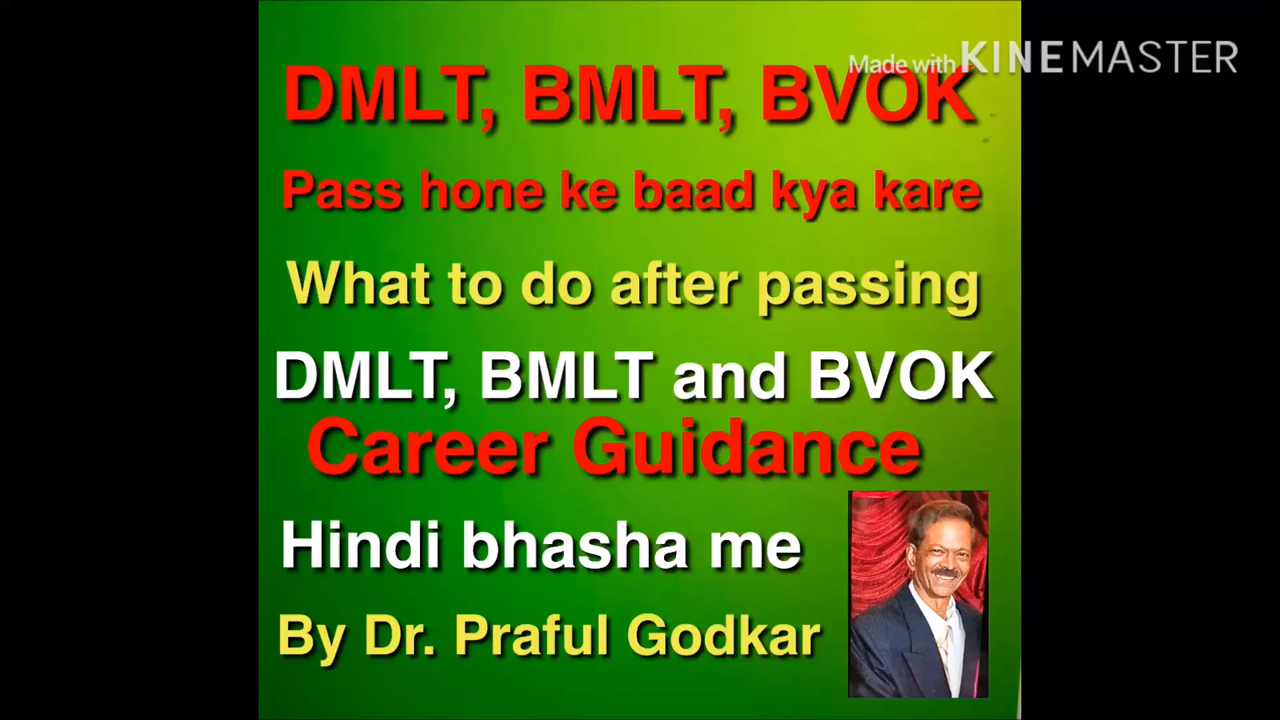 Made with KINEMASTER
DMLT, BMLT, BVOK
Pass hone ke baad kya kare
What to do after passing
DMLT, BMLT and BVOK
Career Guidance
Hindi bhasha me
By Dr. Praful Godkar